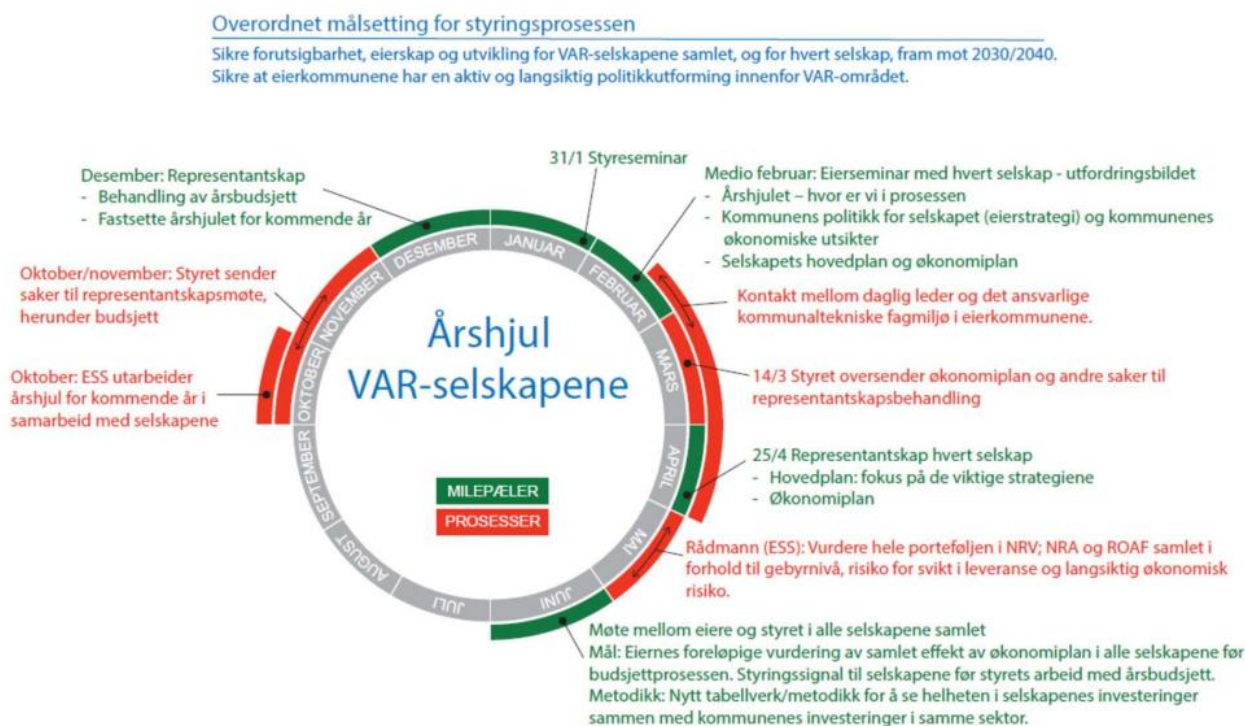 Overordnet målsetting for styringsprosessen
Sikre forutsigbarhet, eierskap og utvikling for VAR-selskapene samlet, og for hvert selskap, fram mot 2030/2040.
Sikre at eierkommunene har en aktiv og langsiktig politikkutforming innenfor VAR-området.
31/1 Styreseminar
Desember: Representantskap
- Behandling av årsbudsjett
- Fastsette årshjulet for kommende år
Medio februar: Eierseminar med hvert selskap - utfordringsbildet
- Årshjulet – hvor er vi i prosessen
- Kommunens politikk for selskapet (eierstrategi) og kommunenes
økonomiske utsikter
- Selskapets hovedplan og økonomiplan
Oktober/november: Styret sender
saker til representantskapsmøte,
herunder budsjett
Kontakt mellom daglig leder og det ansvarlige
kommunaltekniske fagmiljø i eierkommunene.
Oktober: ESS utarbeider
årshjul for kommende år i
samarbeid med selskapene
14/3 Styret oversender økonomiplan og andre saker til
representantskapsbehandling
25/4 Representantskap hvert selskap
- Hovedplan: fokus på de viktige strategiene
- Økonomiplan
JANUAR
FEBRUAR
MARS
APRIL
MAI
JUNI
JULI
AUGUST
SEPTEMBER
OKTOBER
NOVEMBER
DESEMBER
Årshjul
VAR-selskapene
MILEPÆLER
PROSESSER
Rådmann (ESS): Vurdere hele porteføljen i NRV; NRA og ROAF samlet i
forhold til gebyrnivå, risiko for svikt i leveranse og langsiktig økonomisk
risiko.
Møte mellom eiere og styret i alle selskapene samlet
Mål: Eiernes foreløpige vurdering av samlet effekt av økonomiplan i alle selskapene før
budsjettprosessen. Styringssignal til selskapene før styrets arbeid med årsbudsjett.
Metodikk: Nytt tabellverk/metodikk for å se helheten i selskapenes investeringer
sammen med kommunenes investeringer i samme sektor.